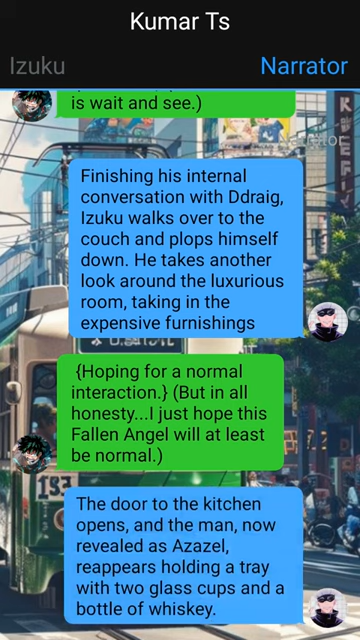 Kumar Ts
Izuku
Narrator
is wait and see.)
Finishing his internal
conversation with Ddraig,
Izuku walks over to the
couch and plops himself
down. He takes another
look around the luxurious
room, taking in the
expensive furnishings
{Hoping for a normal
interaction.} (But in all
honesty...I just hope this
Fallen Angel will at least
be normal.)
The door to the kitchen
opens, and the man, now
revealed as Azazel,
reappears holding a tray
with two glass cups and a
bottle of whiskey.